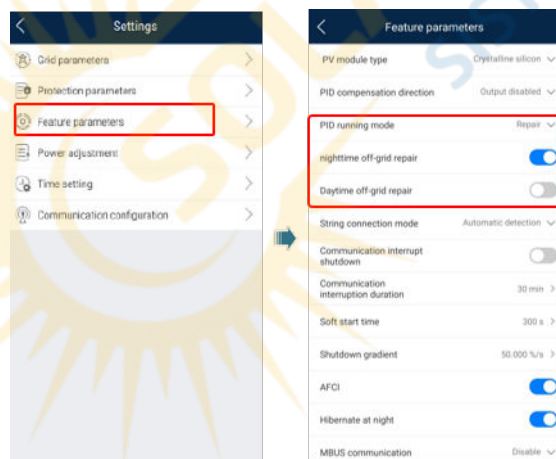 Settings
Grid parameters
Protection parameters
Feature parameters
Power adjustment
Time setting
Communication configuration
Feature parameters
PV module type Crystalline silicon
PID compensation direction Output disabled
PID running mode Repair
nighttime off-grid repair
Daytime off-grid repair
String connection mode Automatic detection
Communication interrupt
shutdown
Communication
interruption duration 30 min
Soft start time 300 s
Shutdown gradient 50.000 %/s
AFCI
Hibernate at night
MBUS communication Disable